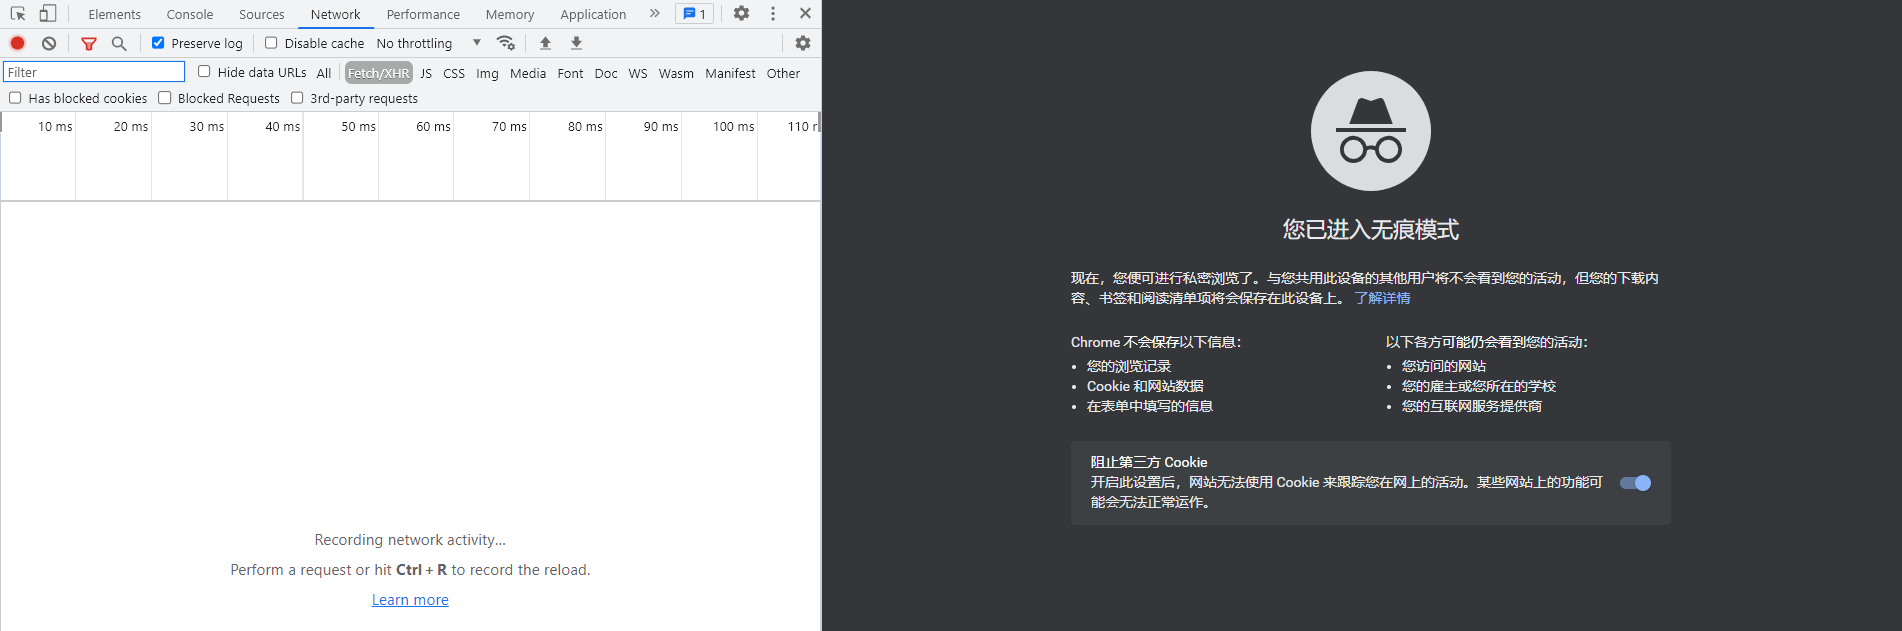 Elements Console Sources Network Performance Memory Application » 1
Preserve log Disable cache No throttling
Filter Hide data URLs All Fetch/XHR JS CSS Img Media Font Doc WS Wasm Manifest Other
Has blocked cookies Blocked Requests 3rd-party requests
10 ms 20 ms 30 ms 40 ms 50 ms 60 ms 70 ms 80 ms 90 ms 100 ms 110
Recording network activity...
Perform a request or hit Ctrl + R to record the reload.
Learn more
您已进入无痕模式
现在，您便可进行私密浏览了。与您共用此设备的其他用户将不会看到您的活动，但您的下载内
容、书签和阅读清单项将会保存在此设备上。 了解详情
Chrome 不会保存以下信息：
• 您的浏览记录
• Cookie 和网站数据
• 在表单中填写的信息
以下各方可能仍会看到您的活动：
• 您访问的网站
• 您的雇主或您所在的学校
• 您的互联网服务提供商
阻止第三方 Cookie
开启此设置后，网站无法使用 Cookie 来跟踪您在网上的活动。某些网站上的功能可
能会无法正常运作。